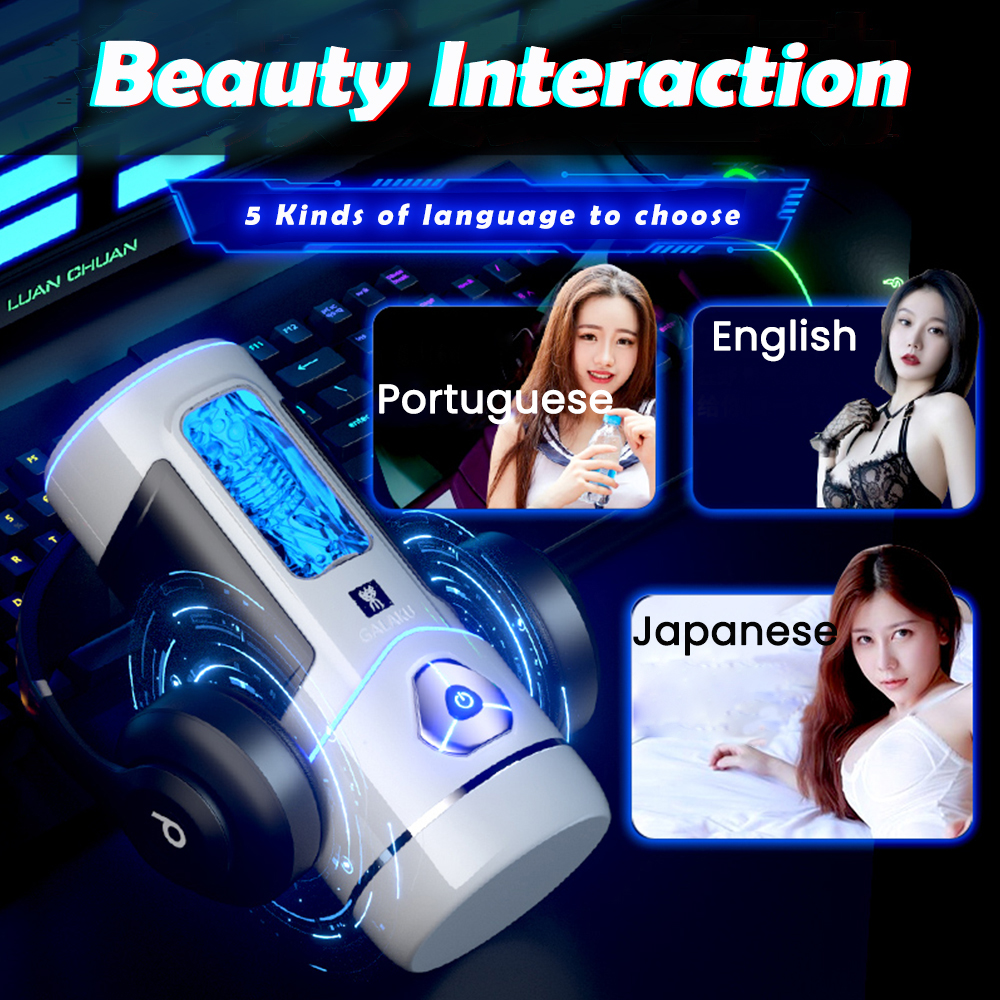 Beauty Interaction
5 Kinds of language to choose
LUAN CHUAN
English
Portuguese
GALAKU
Japanese